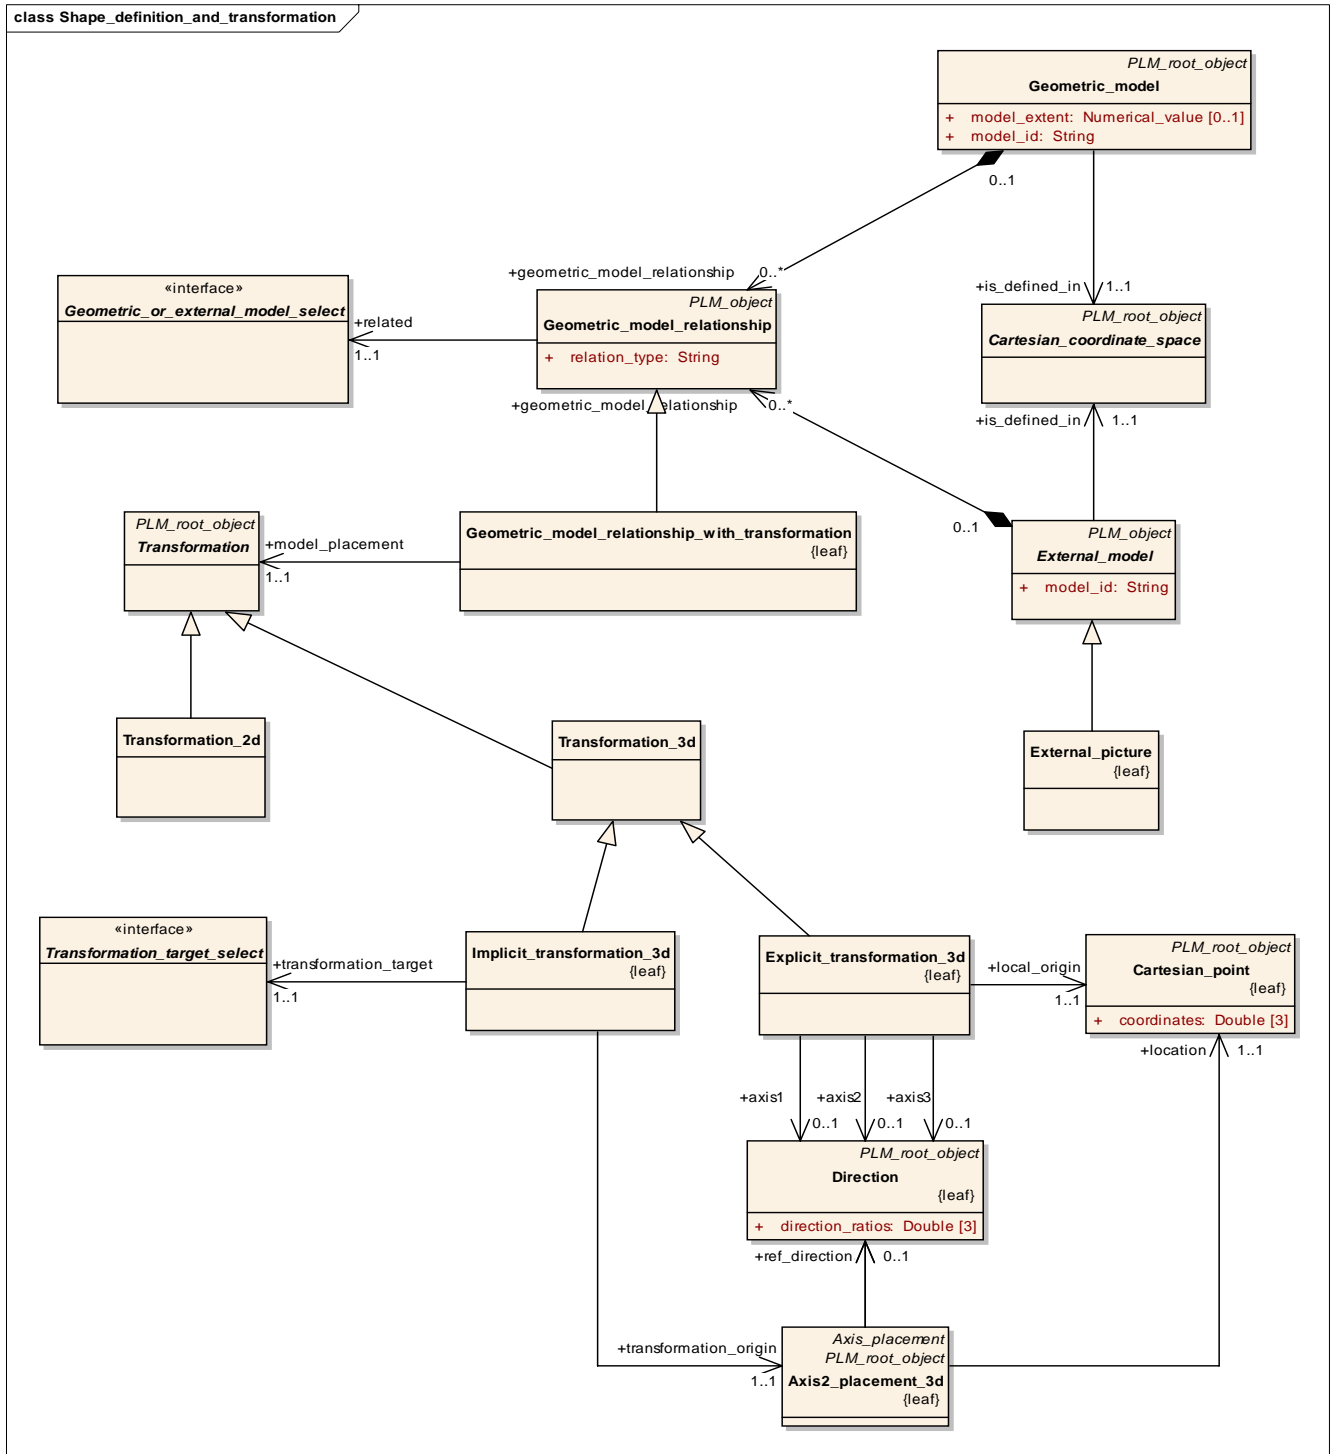 class Shape_definition_and_transformation
PLM_root_object
Geometric_model
+ model_extent: Numerical_value [0..1]
+ model_id: String
0..1
+geometric_model_relationship
0..*
+is_defined_in
1..1
«interface»
Geometric_or_external_model_select
+related
1..1
PLM_object
Geometric_model_relationship
+ relation_type: String
PLM_root_object
Cartesian_coordinate_space
+geometric_model_relationship
0..*
+is_defined_in
1..1
PLM_root_object
Transformation
+model_placement
1..1
Geometric_model_relationship_with_transformation
{leaf}
0..1
PLM_object
External_model
+ model_id: String
Transformation_2d
Transformation_3d
External_picture
{leaf}
«interface»
Transformation_target_select
+transformation_target
1..1
Implicit_transformation_3d
{leaf}
Explicit_transformation_3d
{leaf}
+local_origin
1..1
PLM_root_object
Cartesian_point
{leaf}
+ coordinates: Double [3]
+location
1..1
+axis1
+axis2
+axis3
0..1
0..1
0..1
PLM_root_object
Direction
{leaf}
+ direction_ratios: Double [3]
+ref_direction
0..1
+transformation_origin
1..1
Axis_placement
PLM_root_object
Axis2_placement_3d
{leaf}